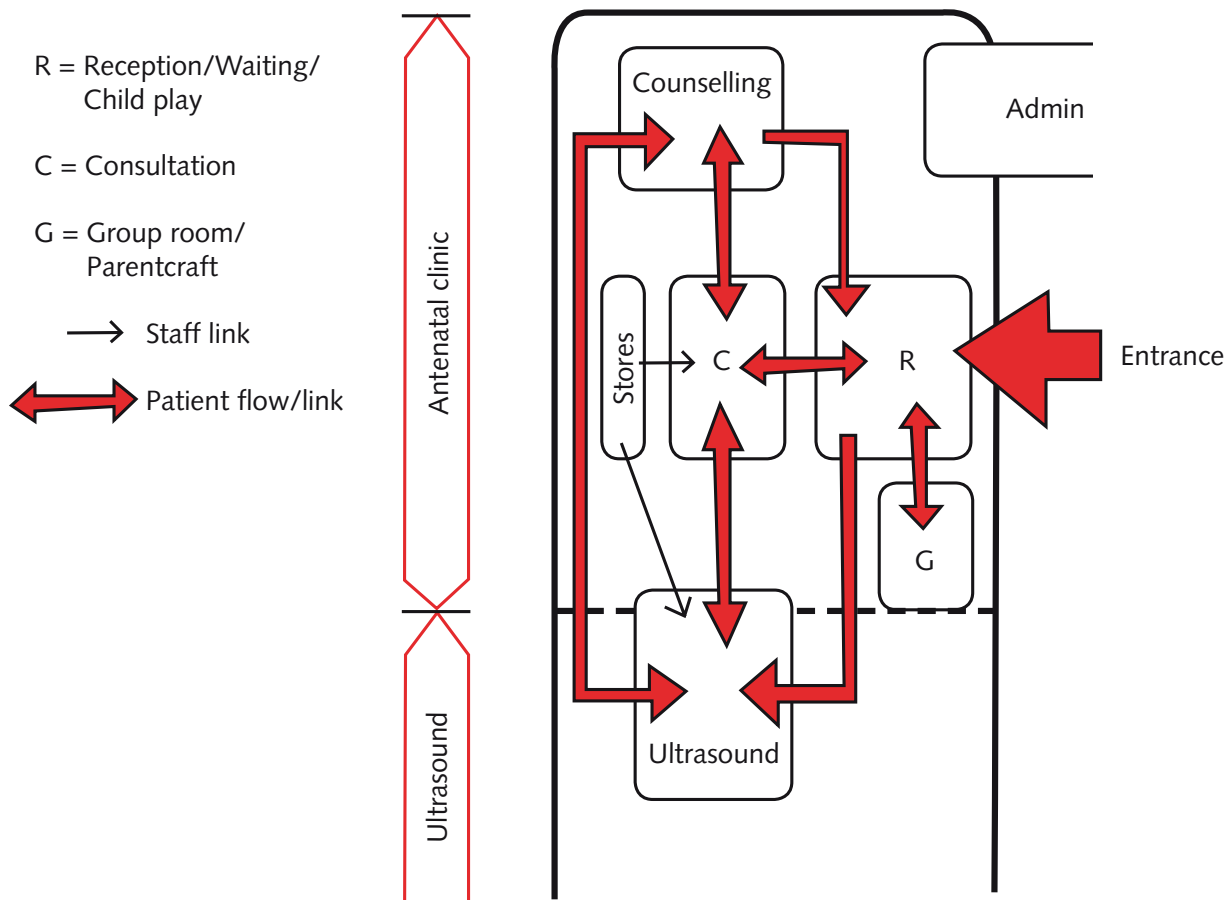 R = Reception/Waiting/
Child play
C = Consultation
G = Group room/
Parentcraft
Staff link
Patient flow/link
Antenatal clinic
Ultrasound
Counselling
Admin
Stores
C
R
Entrance
G
Ultrasound